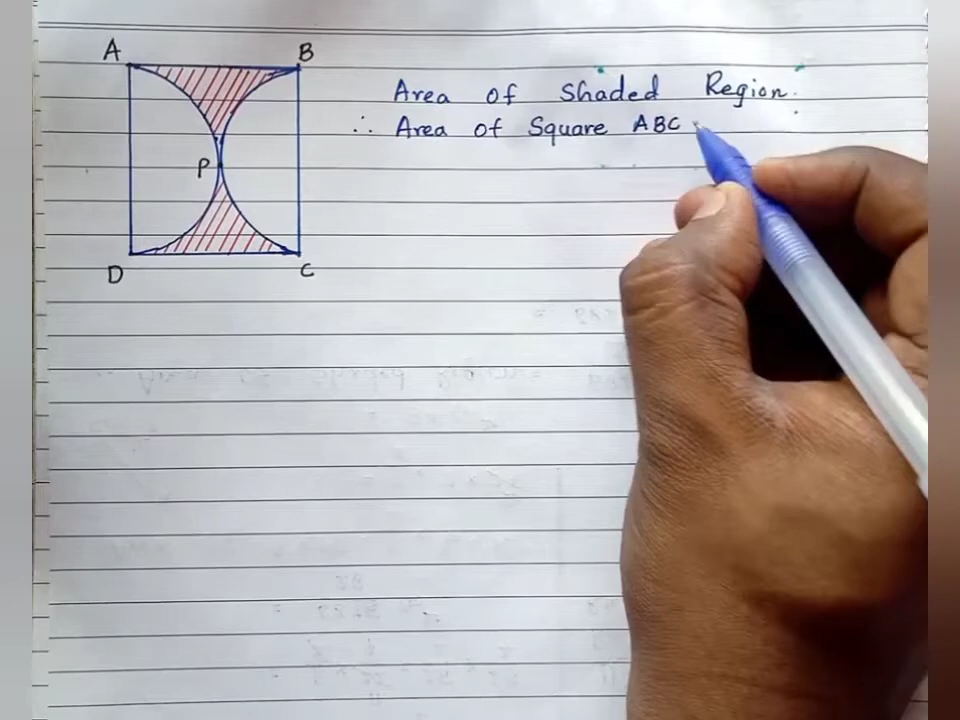 A B
Area of Shaded Region.
∴ Area of Square ABC
P
D C